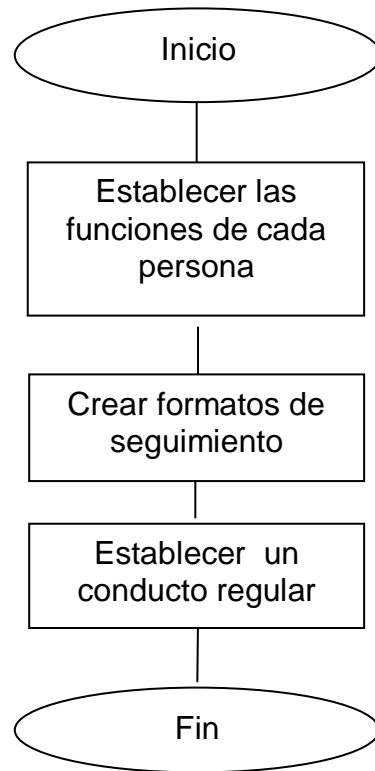 Inicio
Establecer las
funciones de cada
persona
Crear formatos de
seguimiento
Establecer un
conducto regular
Fin